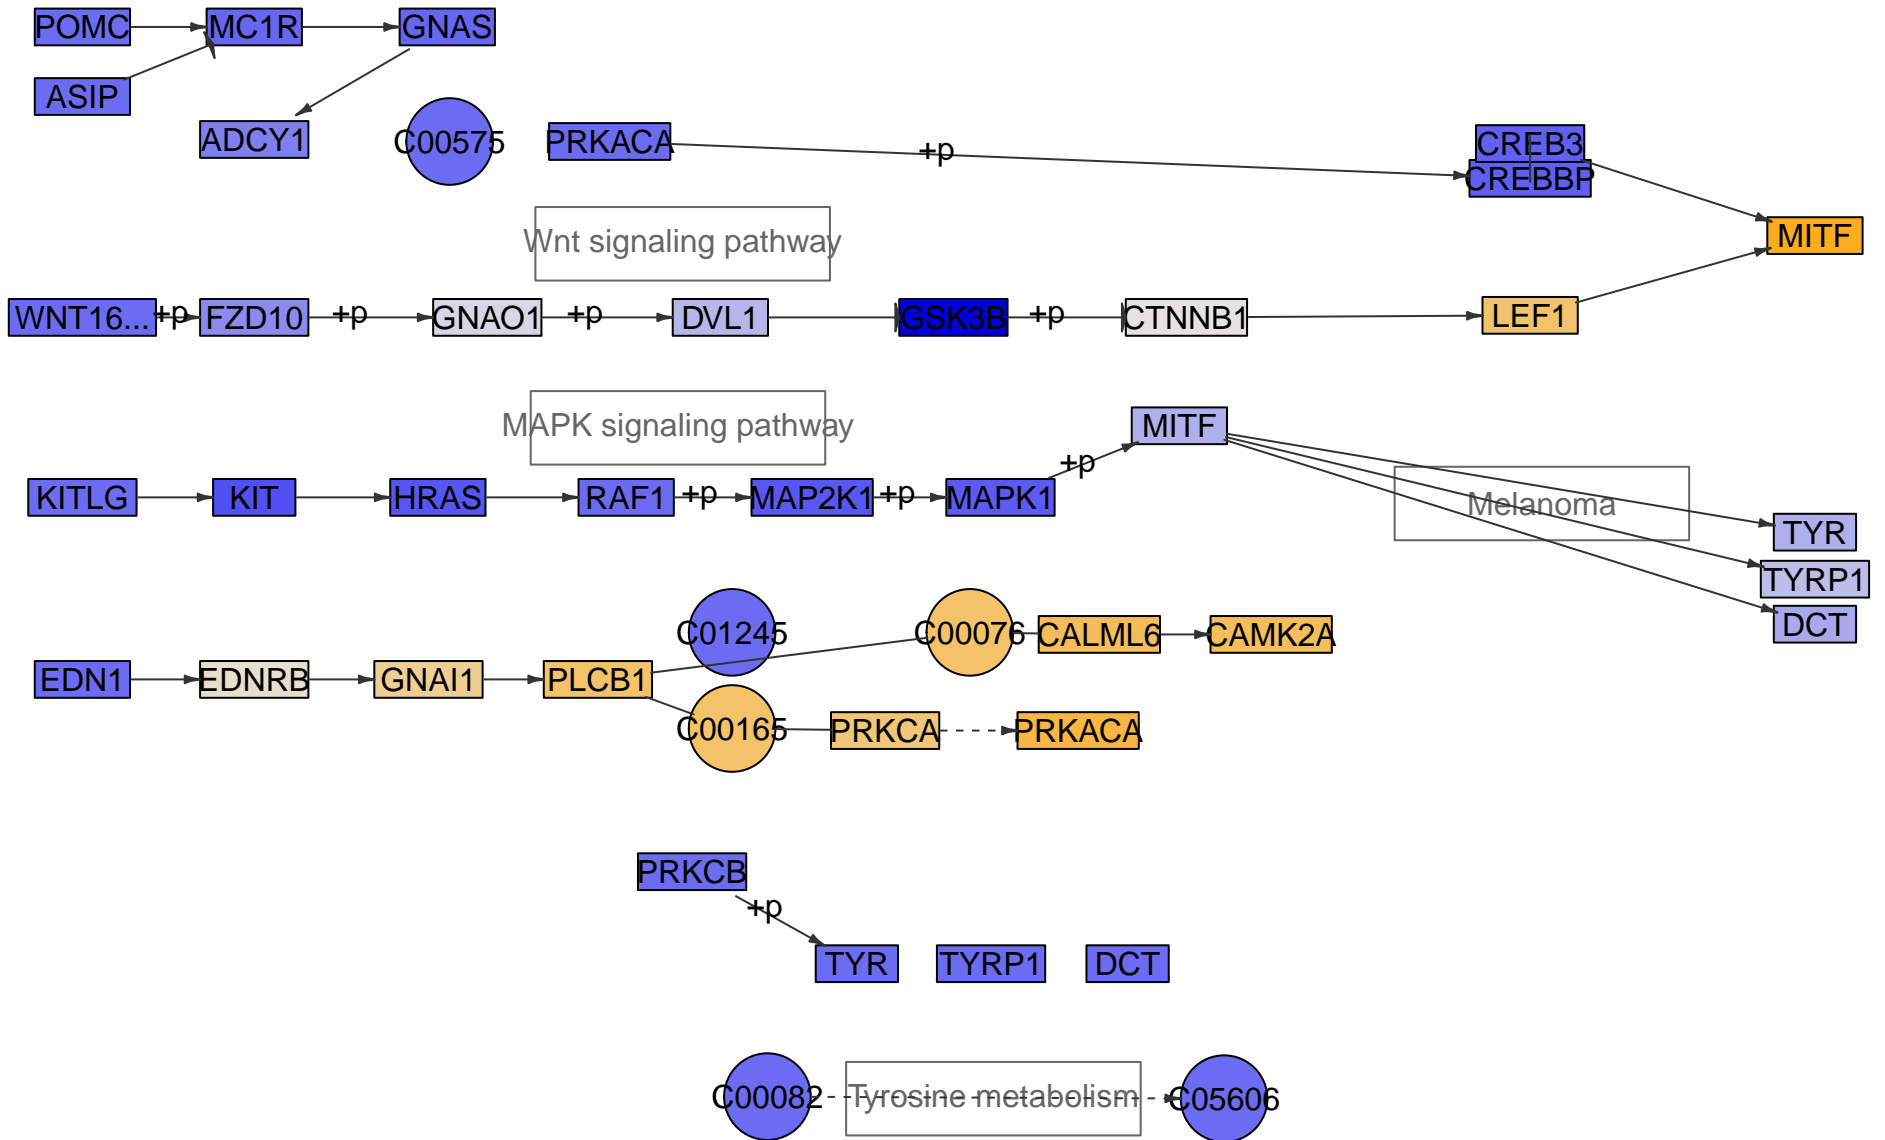 POMC
MC1R
GNAS
ASIP
ADCY1
C00575
PRKACA
+p
CREB3
CREBBP
Wnt signaling pathway
MITF
WNT16...
+p
FZD10
+p
GNAO1
+p
DVL1
GSK3B
+p
CTNNB1
LEF1
MAPK signaling pathway
MITF
+p
KITLG
KIT
HRAS
RAF1
+p
MAP2K1
+p
MAPK1
Melanoma
TYR
TYRP1
DCT
C01245
C00076
CALML6
CAMK2A
EDN1
EDNRB
GNAI1
PLCB1
C00165
PRKCA
PRKACA
PRKCB
+p
TYR
TYRP1
DCT
C00082
Tyrosine metabolism
C05606